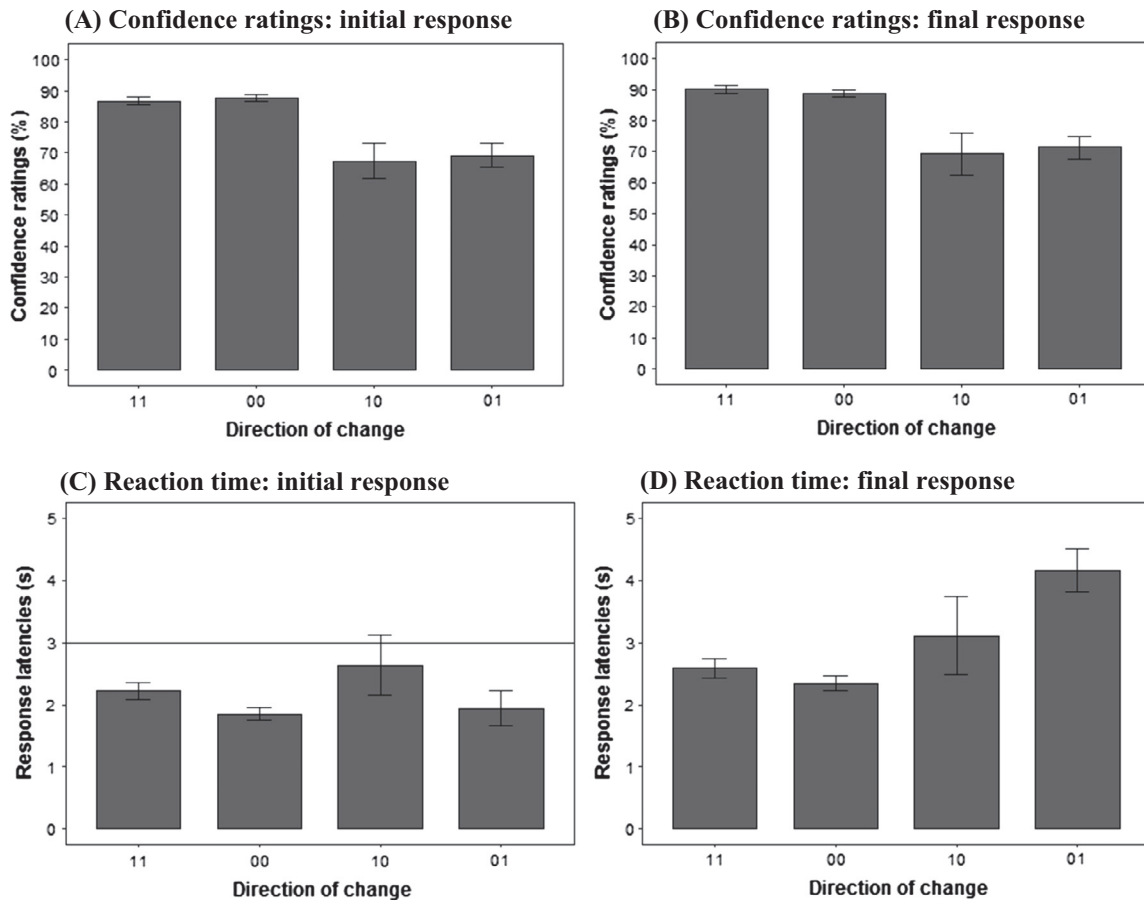 (A) Confidence ratings: initial response
100
90
80
70
60
50
40
30
20
10
0
Confidence ratings (%)
11 00 10 01
Direction of change
(B) Confidence ratings: final response
100
90
80
70
60
50
40
30
20
10
0
Confidence ratings (%)
11 00 10 01
Direction of change
(C) Reaction time: initial response
5
4
3
2
1
0
Response latencies (s)
11 00 10 01
Direction of change
(D) Reaction time: final response
5
4
3
2
1
0
Response latencies (s)
11 00 10 01
Direction of change